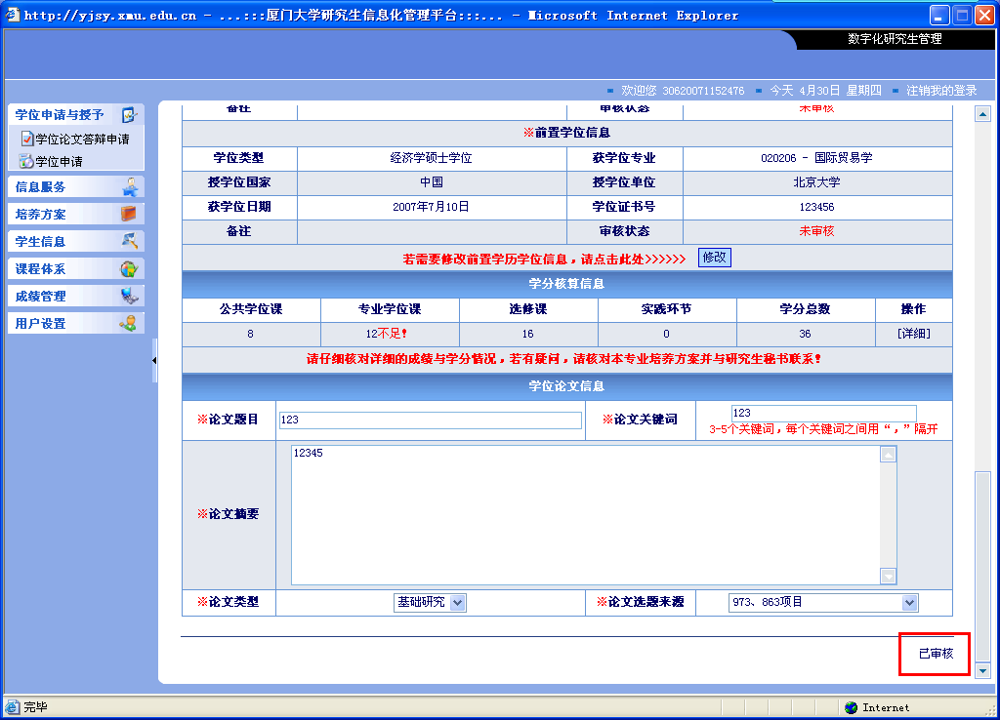 http://yjsy.xmu.edu.cn - ...:::厦门大学研究生信息化管理平台:::... - Microsoft Internet Explorer
数字化研究生管理
欢迎您 30620071152476 今天 4月30日 星期四 注销我的登录
学位申请与授予
学位论文答辩申请
学位申请
信息服务
培养方案
学生信息
课程体系
成绩管理
用户设置
备注 审核状态 未审核
※前置学位信息
学位类型 经济学硕士学位 获学位专业 020206 - 国际贸易学
授学位国家 中国 授学位单位 北京大学
获学位日期 2007年7月10日 学位证书号 123456
备注 审核状态 未审核
若需要修改前置学历学位信息，请点击此处>>>>>> 修改
学分核算信息
公共学位课 专业学位课 选修课 实践环节 学分总数 操作
8 12不足! 16 0 36 [详细]
请仔细核对详细的成绩与学分情况，若有疑问，请核对本专业培养方案并与研究生秘书联系!
学位论文信息
※论文题目 123 ※论文关键词 123
3-5个关键词，每个关键词之间用“，”隔开
※论文摘要 12345
※论文类型 基础研究 ※论文选题来源 973、863项目
已审核
完毕 Internet